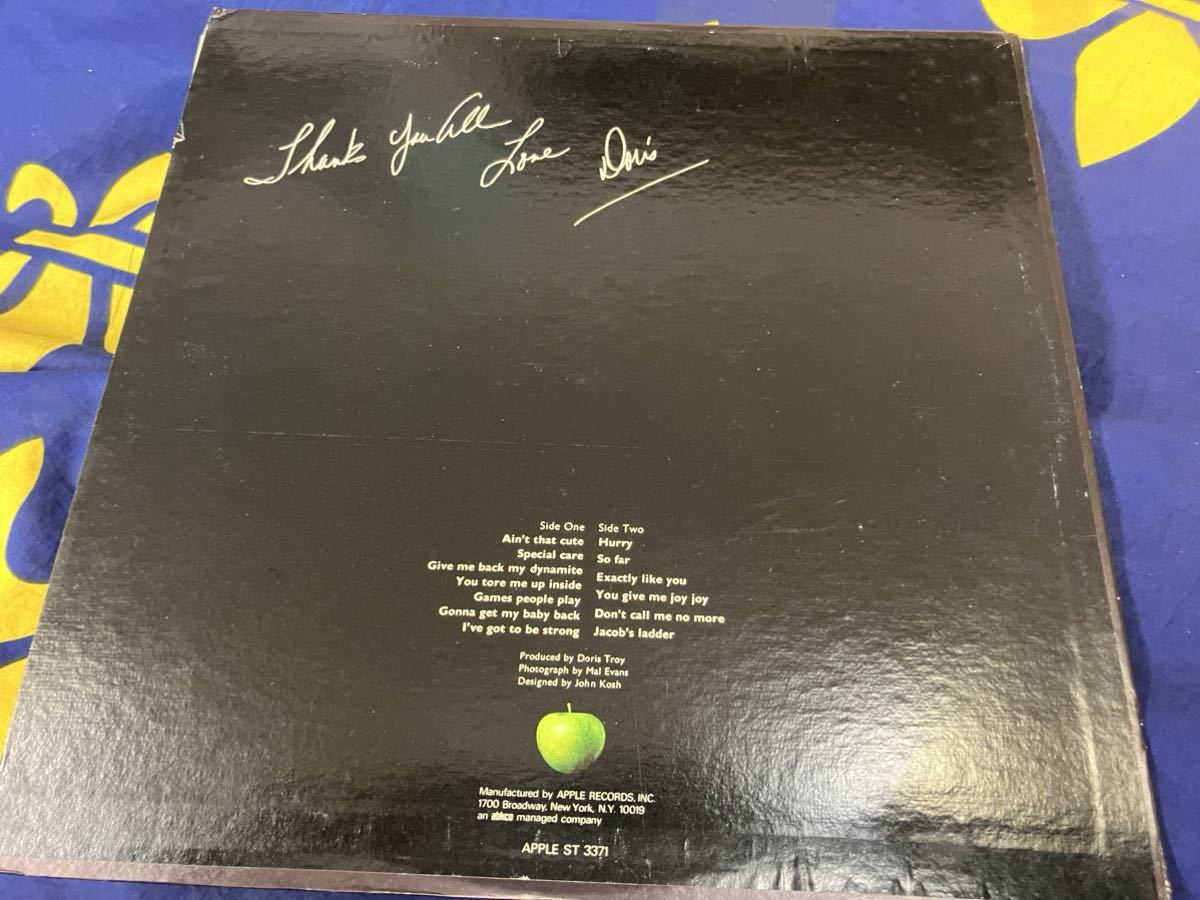 Thank you all Love Doris
Side One
Ain't that cute
Special care
Give me back my dynamite
You tore me up inside
Games people play
Gonna get my baby back
I've got to be strong
Side Two
Hurry
So far
Exactly like you
You give me joy joy
Don't call me no more
Jacob's ladder
Produced by Doris Troy
Photograph by Mal Evans
Designed by John Kosh
Manufactured by APPLE RECORDS, INC.
1700 Broadway, New York, N.Y. 10019
an abkco managed company
APPLE ST 3371